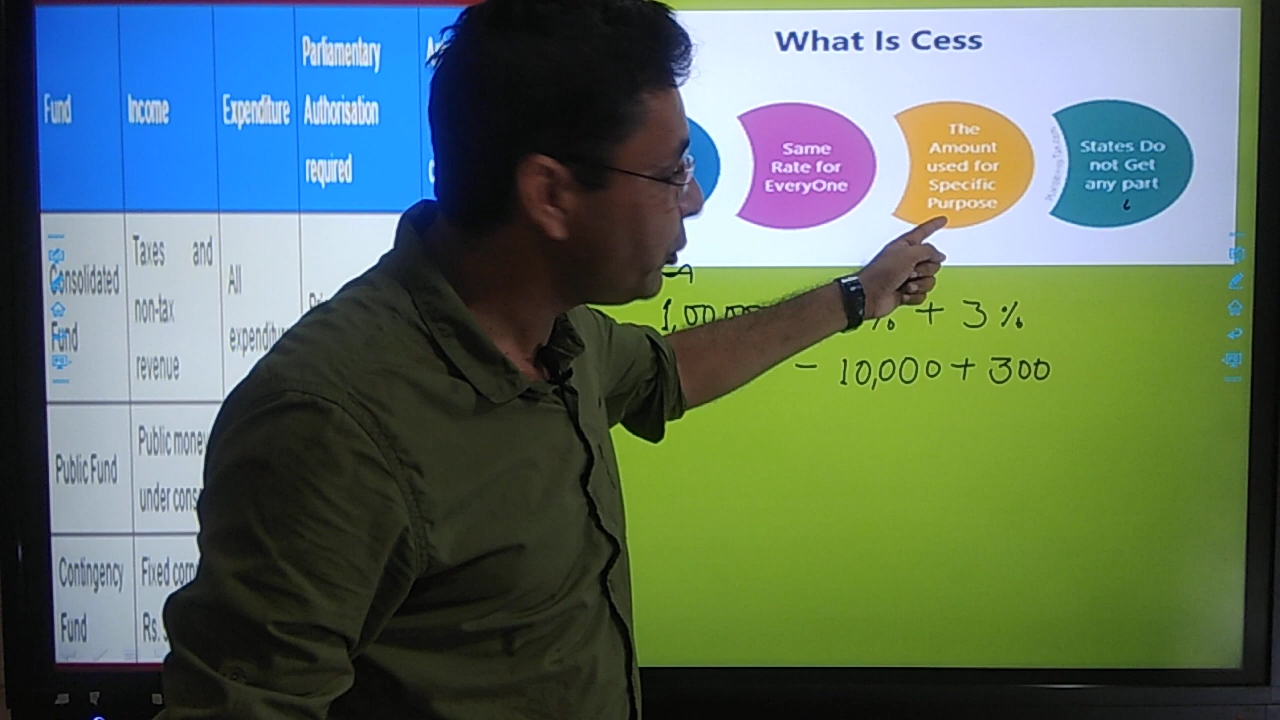 Fund
Income
Expenditure
Parliamentary
Authorisation
required
Consolidated
Fund
Taxes and
non-tax
revenue
All
Public Fund
Public money
Contingency
Fund
Fixed
Rs.
What Is Cess
Same
Rate for
EveryOne
The
Amount
used for
Specific
Purpose
States Do
not Get
any part
A
% + 3%
- 10,000 + 300